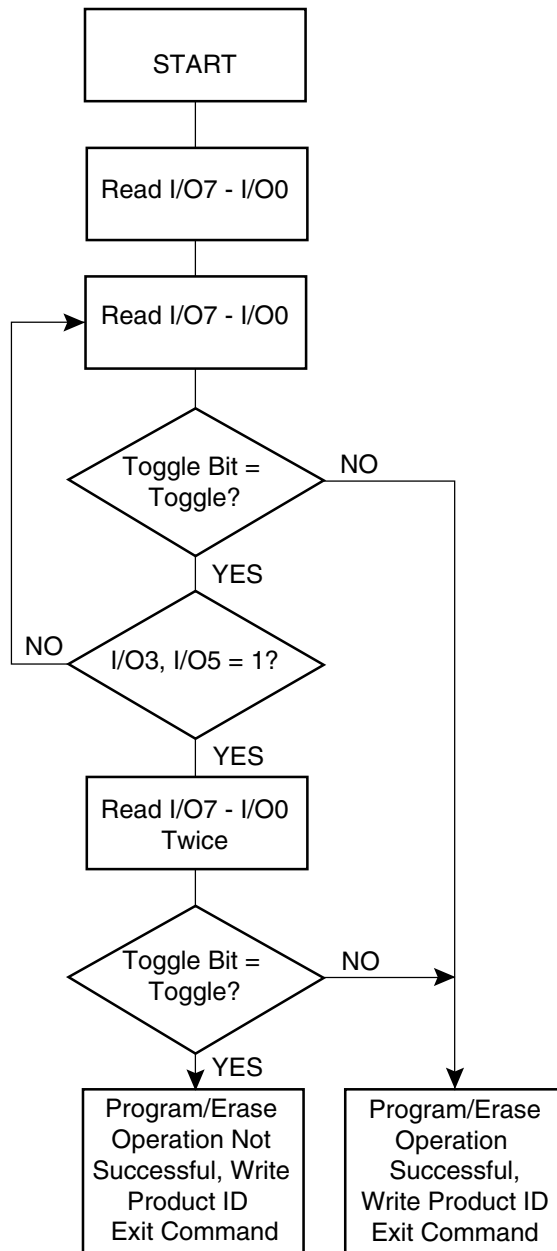 START
Read I/O7 - I/O0
Read I/O7 - I/O0
Toggle Bit =
Toggle?
NO
YES
NO
I/O3, I/O5 = 1?
YES
Read I/O7 - I/O0
Twice
Toggle Bit =
Toggle?
NO
YES
Program/Erase
Operation Not
Successful, Write
Product ID
Exit Command
Program/Erase
Operation
Successful,
Write Product ID
Exit Command